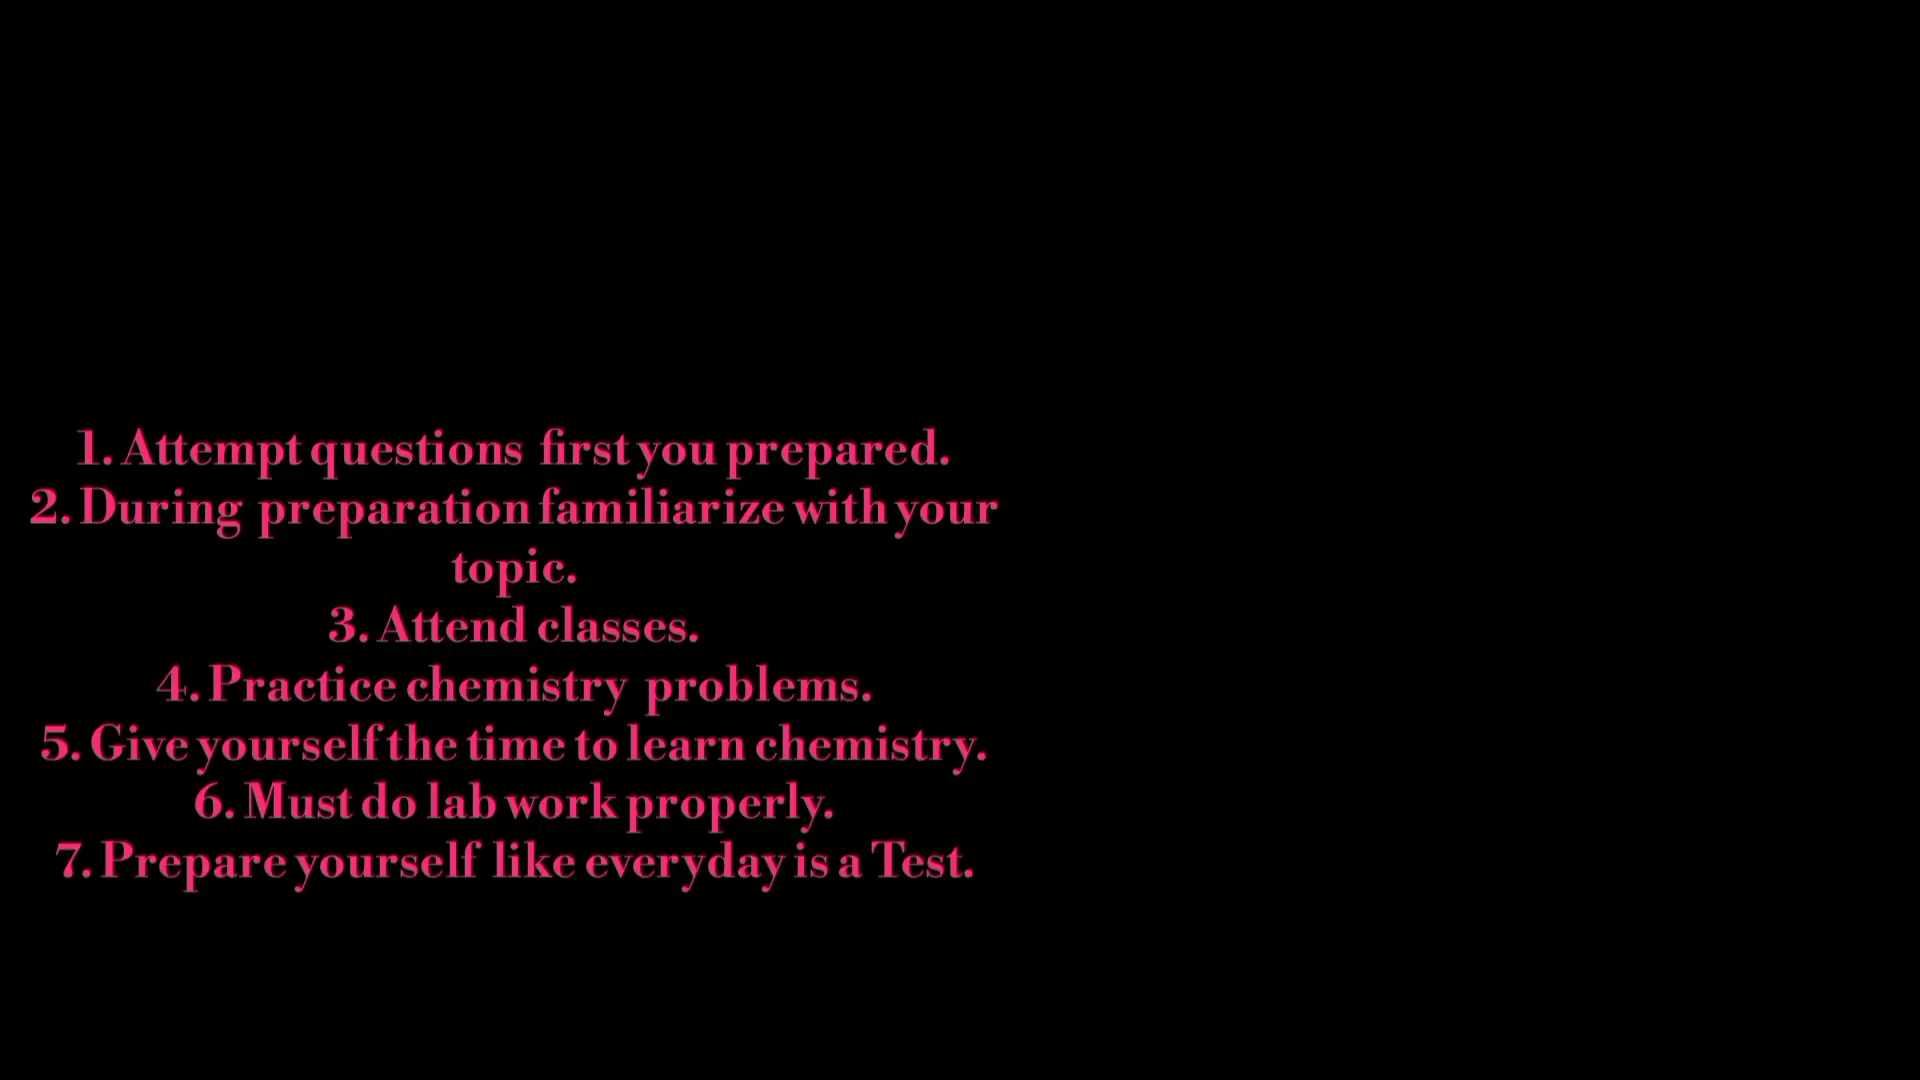 1. Attempt questions first you prepared.
2. During preparation familiarize with your
topic.
3. Attend classes.
4. Practice chemistry problems.
5. Give yourself the time to learn chemistry.
6. Must do lab work properly.
7. Prepare yourself like everyday is a Test.